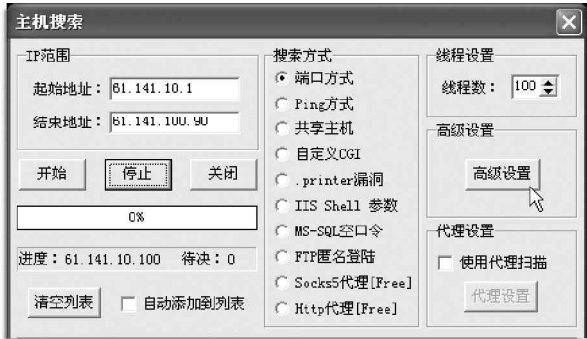 主机搜索
IP范围
起始地址: 61.141.10.1
结束地址: 61.141.100.90
开始 停止 关闭
0%
进度: 61.141.10.100 待决: 0
清空列表 自动添加到列表
搜索方式
端口方式
Ping方式
共享主机
自定义CGI
.printer漏洞
IIS Shell 参数
MS-SQL空口令
FTP匿名登陆
Socks5代理[Free]
Http代理[Free]
线程设置
线程数: 100
高级设置
高级设置
代理设置
使用代理扫描
代理设置